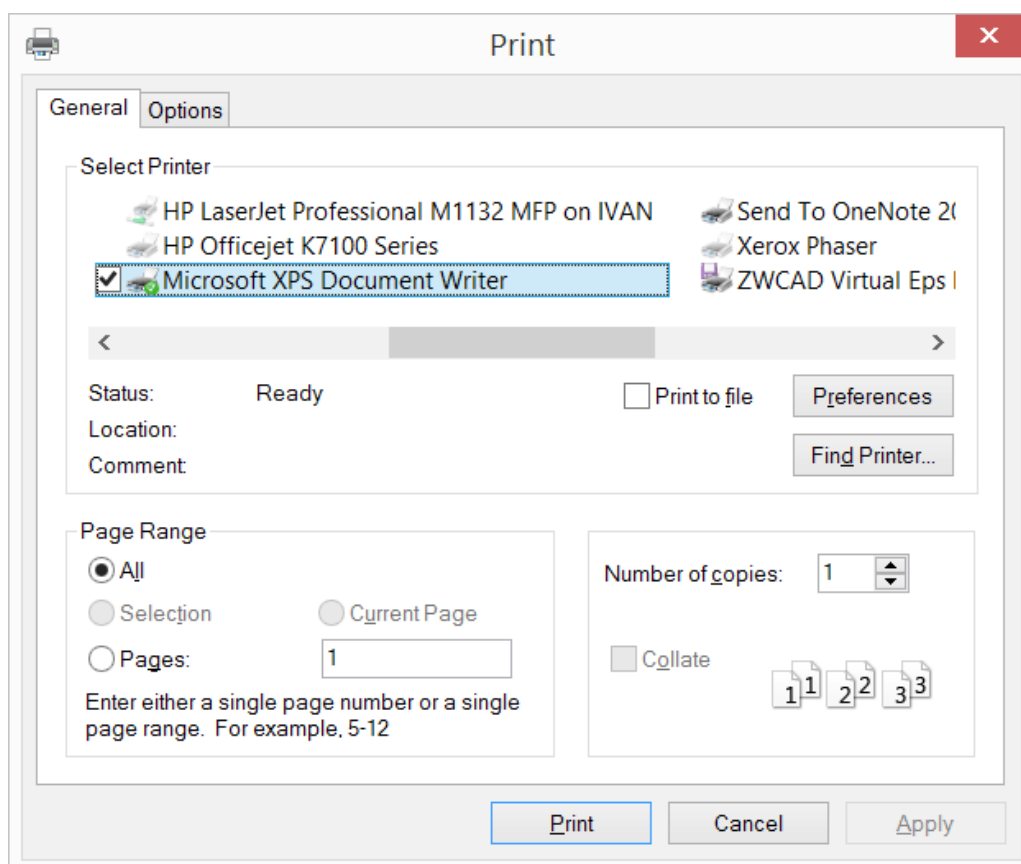 Print
General
Options
Select Printer
HP LaserJet Professional M1132 MFP on IVAN
HP Officejet K7100 Series
Microsoft XPS Document Writer
Send To OneNote
Xerox Phaser
ZWCAD Virtual Eps
Status: Ready
Location:
Comment:
Print to file
Preferences
Find Printer...
Page Range
All
Selection
Current Page
Pages: 1
Enter either a single page number or a single
page range. For example, 5-12
Number of copies: 1
Collate
1 1 2 2 3 3
Print
Cancel
Apply